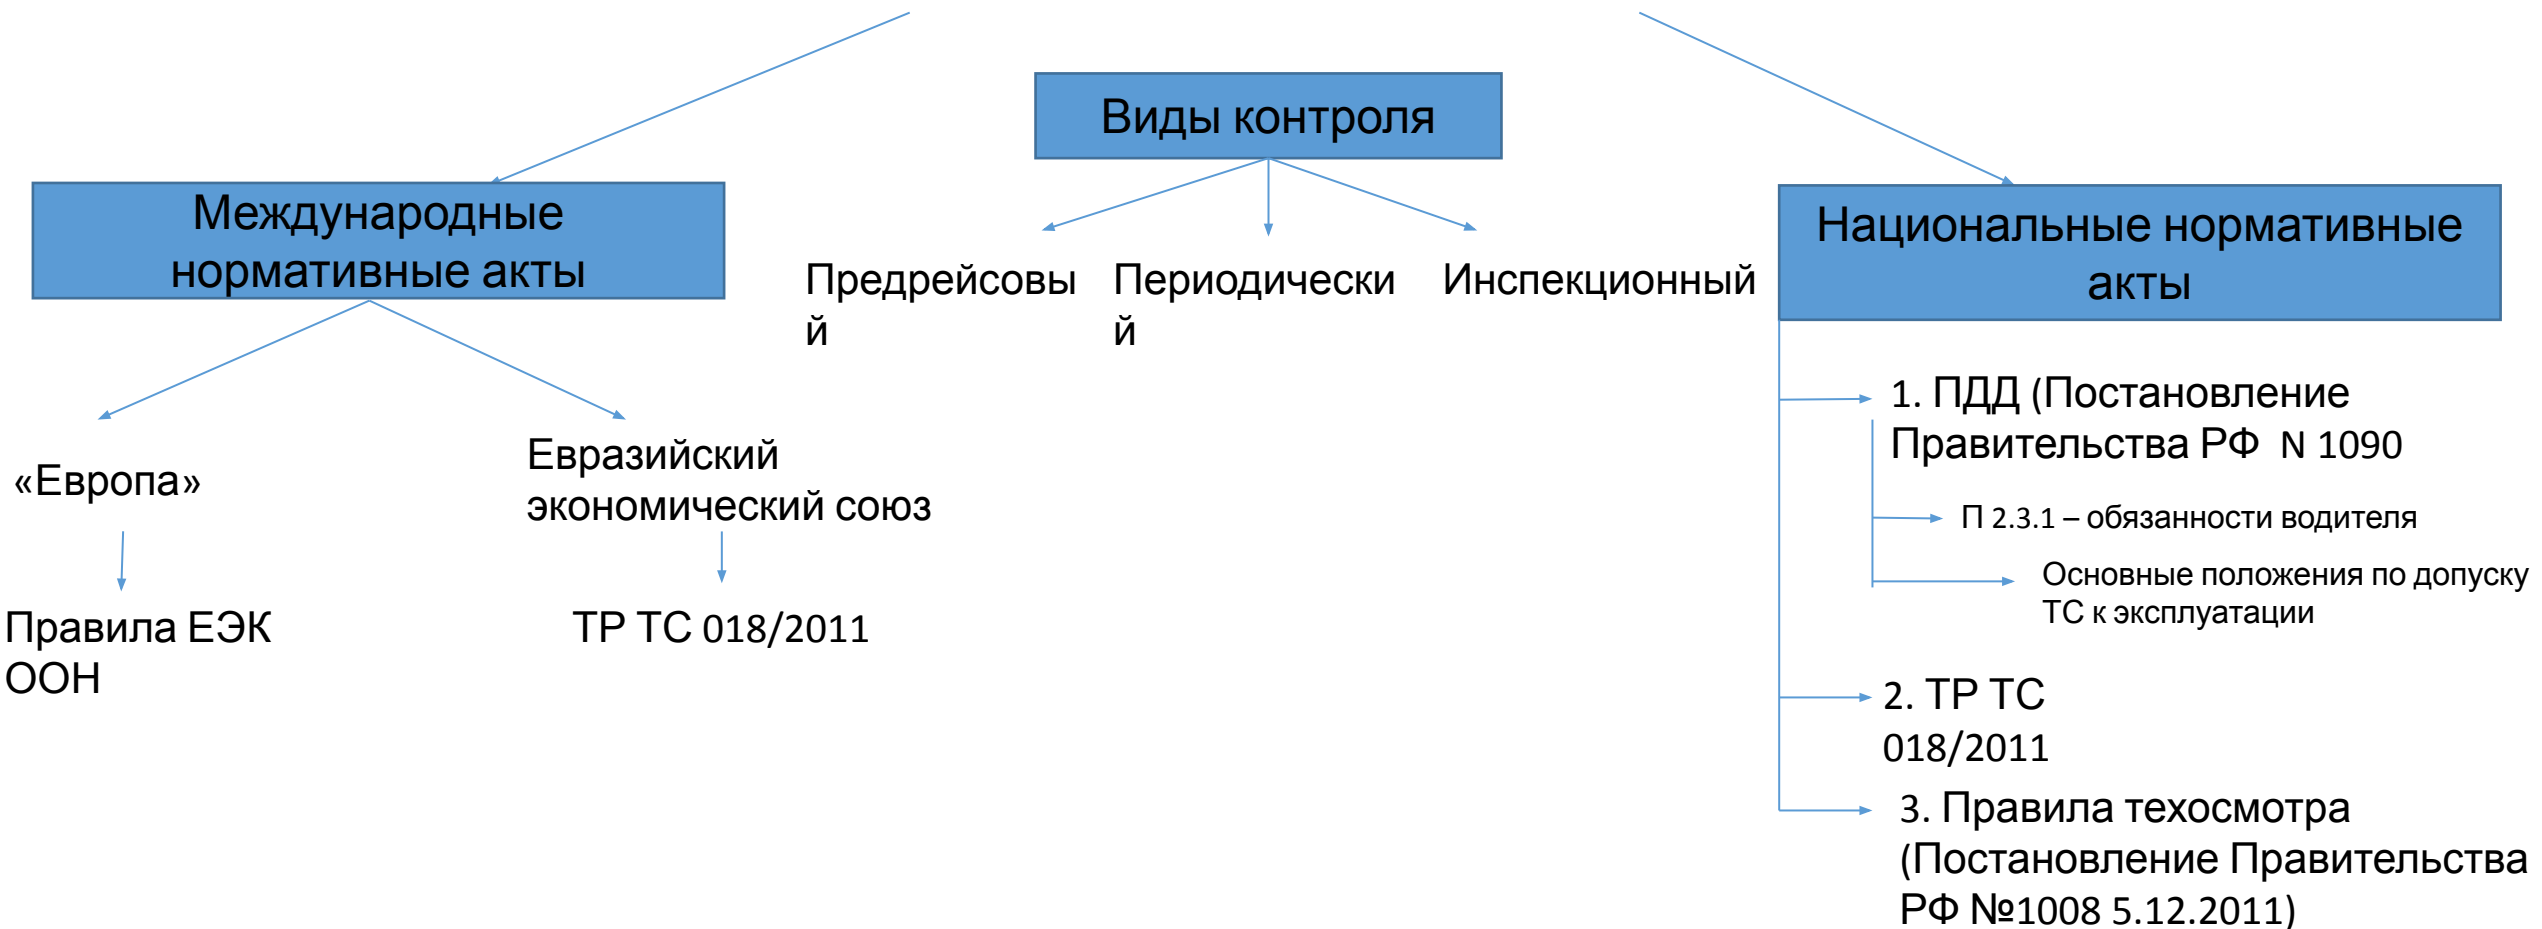 Виды контроля
Международные
нормативные акты
Национальные нормативные
акты
Предрейсовы
й
Периодически
й
Инспекционный
«Европа»
Евразийский
экономический союз
Правила ЕЭК
ООН
ТР ТС 018/2011
1. ПДД (Постановление
Правительства РФ N 1090
П 2.3.1 – обязанности водителя
Основные положения по допуску
ТС к эксплуатации
2. ТР ТС
018/2011
3. Правила техосмотра
(Постановление Правительства
РФ №1008 5.12.2011)